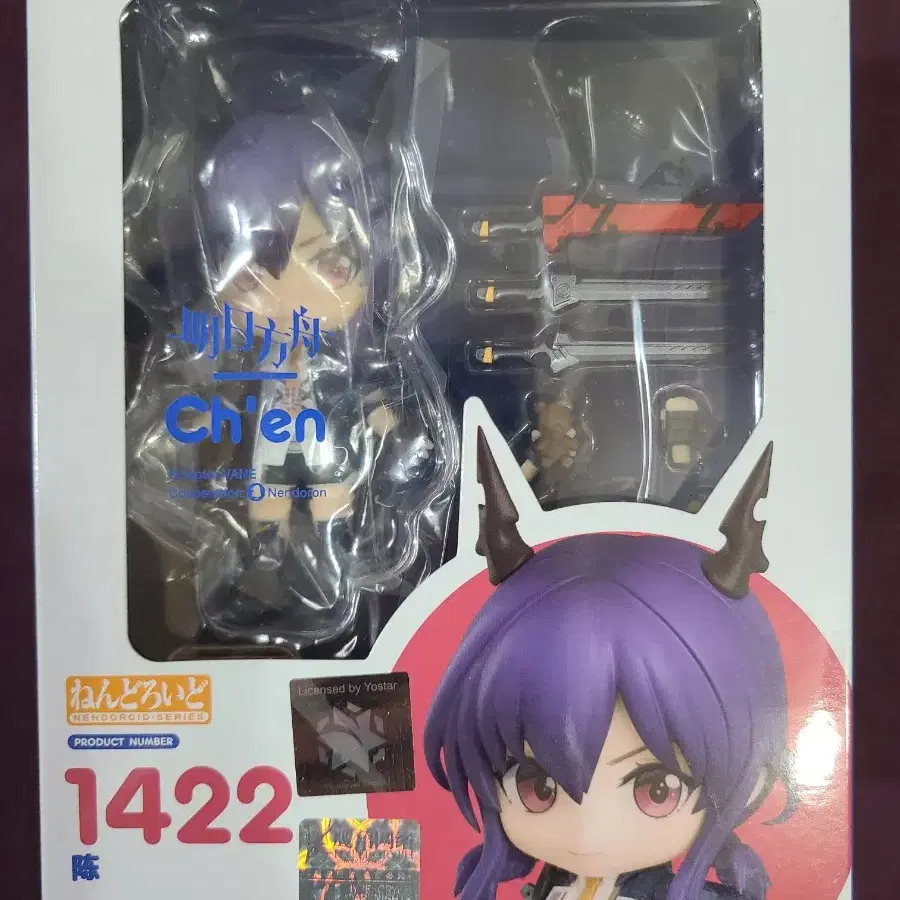 明日方舟
Ch'en
Nendoron
ねんどろいど
NENDOROID SERIES
PRODUCT NUMBER
Licensed by Yostar
1422
陈